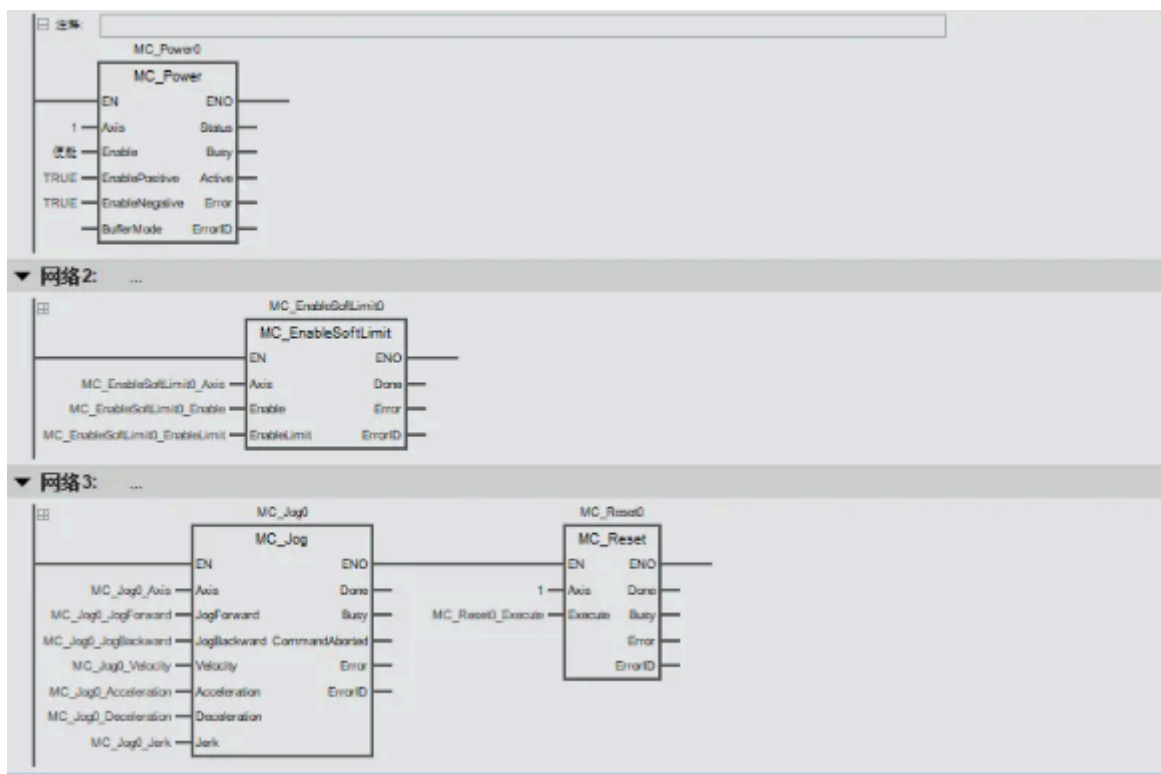 注释:
MC_Power0
MC_Power
EN ENO
1 Axis Status
使能 Enable Busy
TRUE EnablePositive Active
TRUE EnableNegative Error
BufferMode ErrorID
网络2: ...
MC_EnableSoftLimit0
MC_EnableSoftLimit
EN ENO
MC_EnableSoftLimit0_Axis Axis Done
MC_EnableSoftLimit0_Enable Enable Error
MC_EnableSoftLimit0_EnableLimit EnableLimit ErrorID
网络3: ...
MC_Jog0 MC_Reset0
MC_Jog MC_Reset
EN ENO EN ENO
MC_Jog0_Axis Axis Done 1 Axis Done
MC_Jog0_JogForward JogForward Busy MC_Reset0_Execute Execute Busy
MC_Jog0_JogBackward JogBackward CommandAborted Error
MC_Jog0_Velocity Velocity Error ErrorID
MC_Jog0_Acceleration Acceleration ErrorID
MC_Jog0_Deceleration Deceleration
MC_Jog0_Jerk Jerk